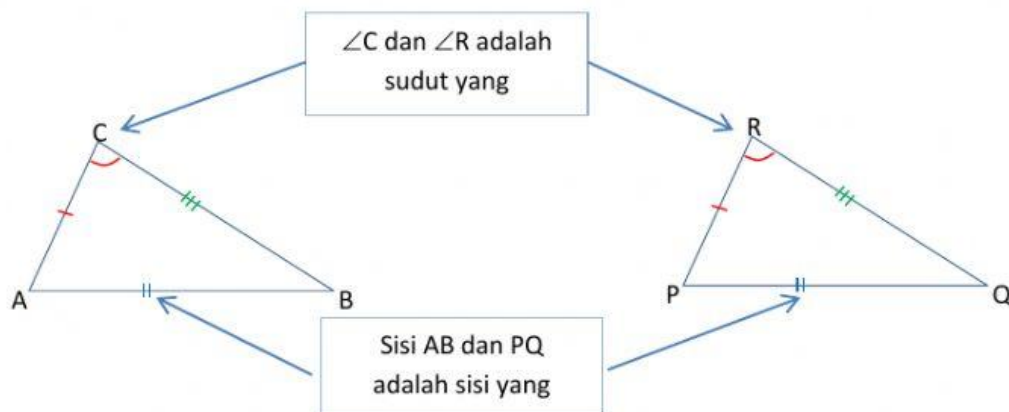 ∠C dan ∠R adalah
sudut yang
C
R
A
B
P
Q
Sisi AB dan PQ
adalah sisi yang